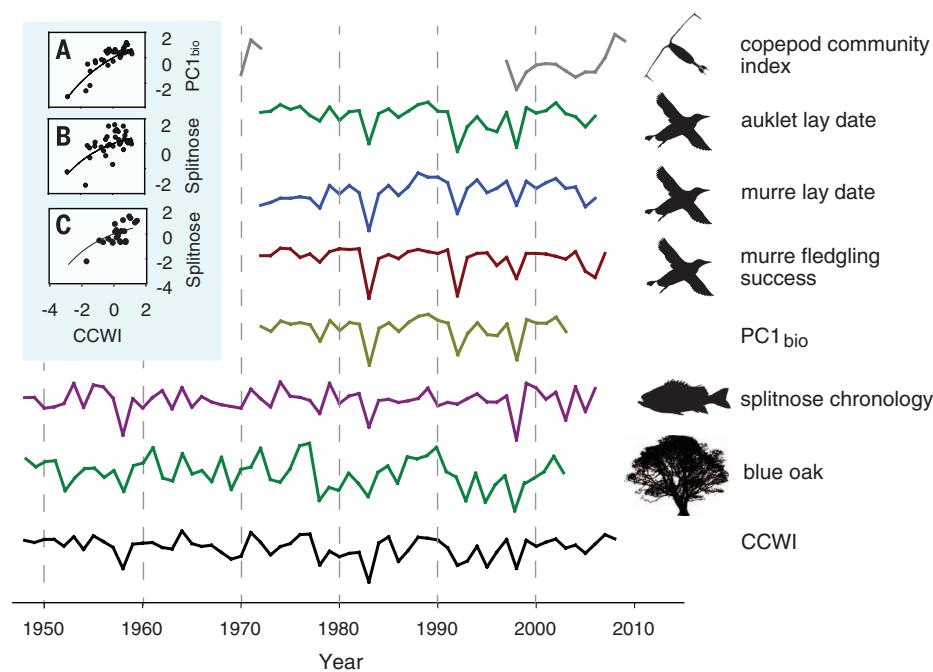 A
2
0
-2
PC1bio
B
2
0
-2
Splitnose
C
2
0
-2
-4
Splitnose
-4 -2 0 2
CCWI
copepod community
index
auklet lay date
murre lay date
murre fledgling
success
PC1bio
splitnose chronology
blue oak
CCWI
1950 1960 1970 1980 1990 2000 2010
Year